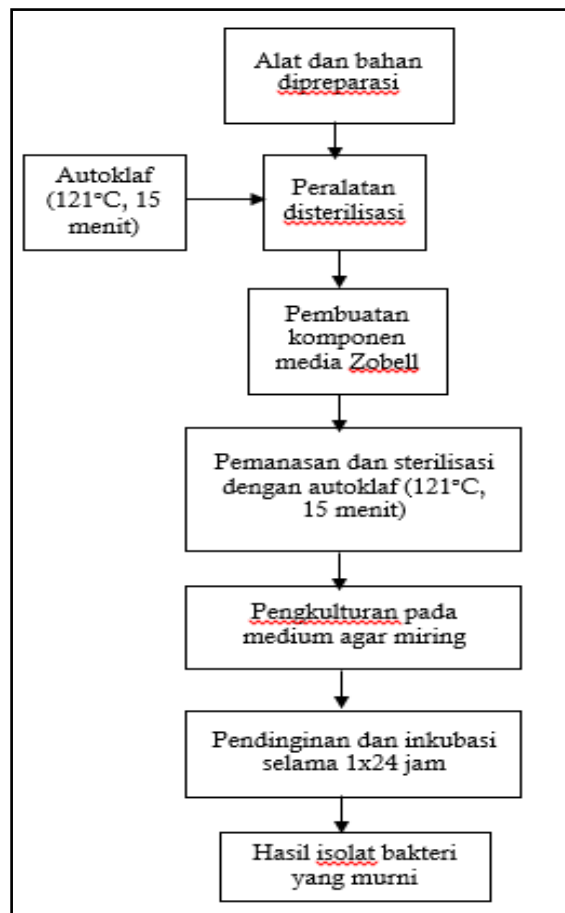 Alat dan bahan
dipreparasi
Autoklaf
(121°C, 15
menit)
Peralatan
disterilisasi
Pembuatan
komponen
media Zobell
Pemanasan dan sterilisasi
dengan autoklaf (121°C,
15 menit)
Pengkulturan pada
medium agar miring
Pendinginan dan inkubasi
selama 1x24 jam
Hasil isolat bakteri
yang murni